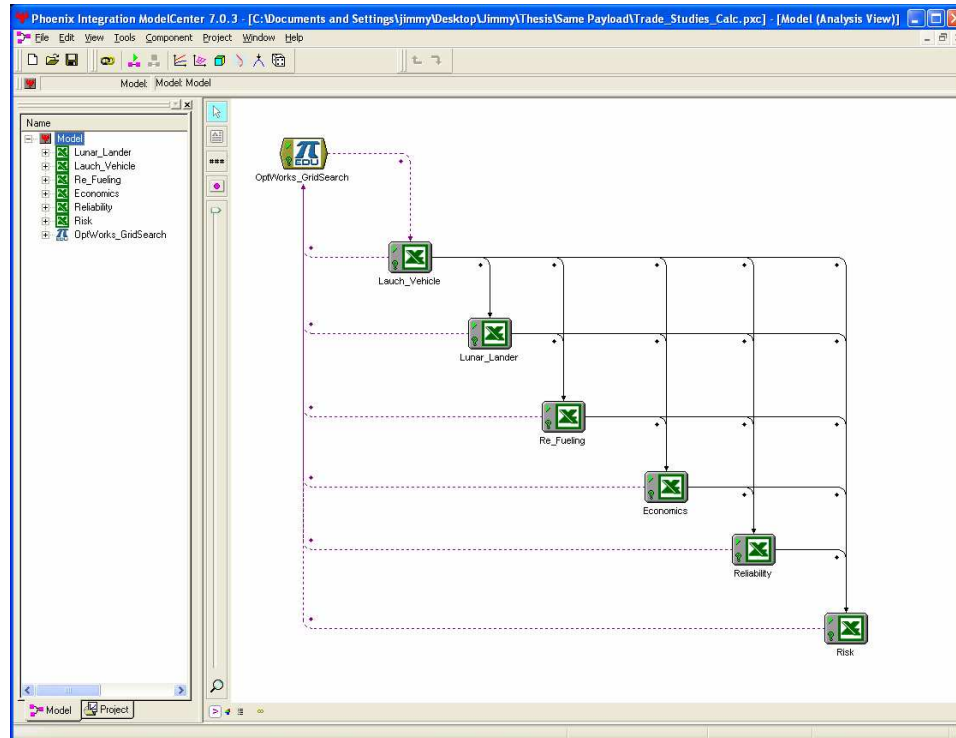 Phoenix Integration ModelCenter 7.0.3 - [C:\Documents and Settings\jimmy\Desktop\Jimmy\Thesis\Same Payload\Trade_Studies_Calc.pxc] - [Model (Analysis View)]
File Edit View Tools Component Project Window Help
Model: Model: Model
Name
Model
Lunar_Lander
Lauch_Vehicle
Re_Fueling
Economics
Reliability
Risk
OptWorks_GridSearch
π
EDU
OptWorks_GridSearch
Lauch_Vehicle
Lunar_Lander
Re_Fueling
Economics
Reliability
Risk
Model Project